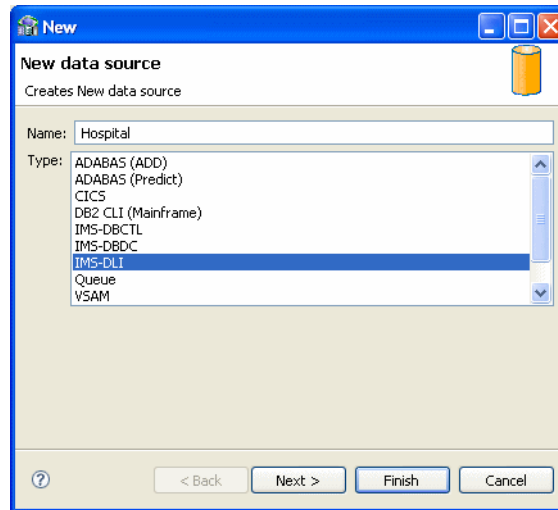 New
New data source
Creates New data source
Name: Hospital
Type: ADABAS (ADD)
ADABAS (Predict)
CICS
DB2 CLI (Mainframe)
IMS-DBCTL
IMS-DBDC
IMS-DLI
Queue
VSAM
< Back Next > Finish Cancel